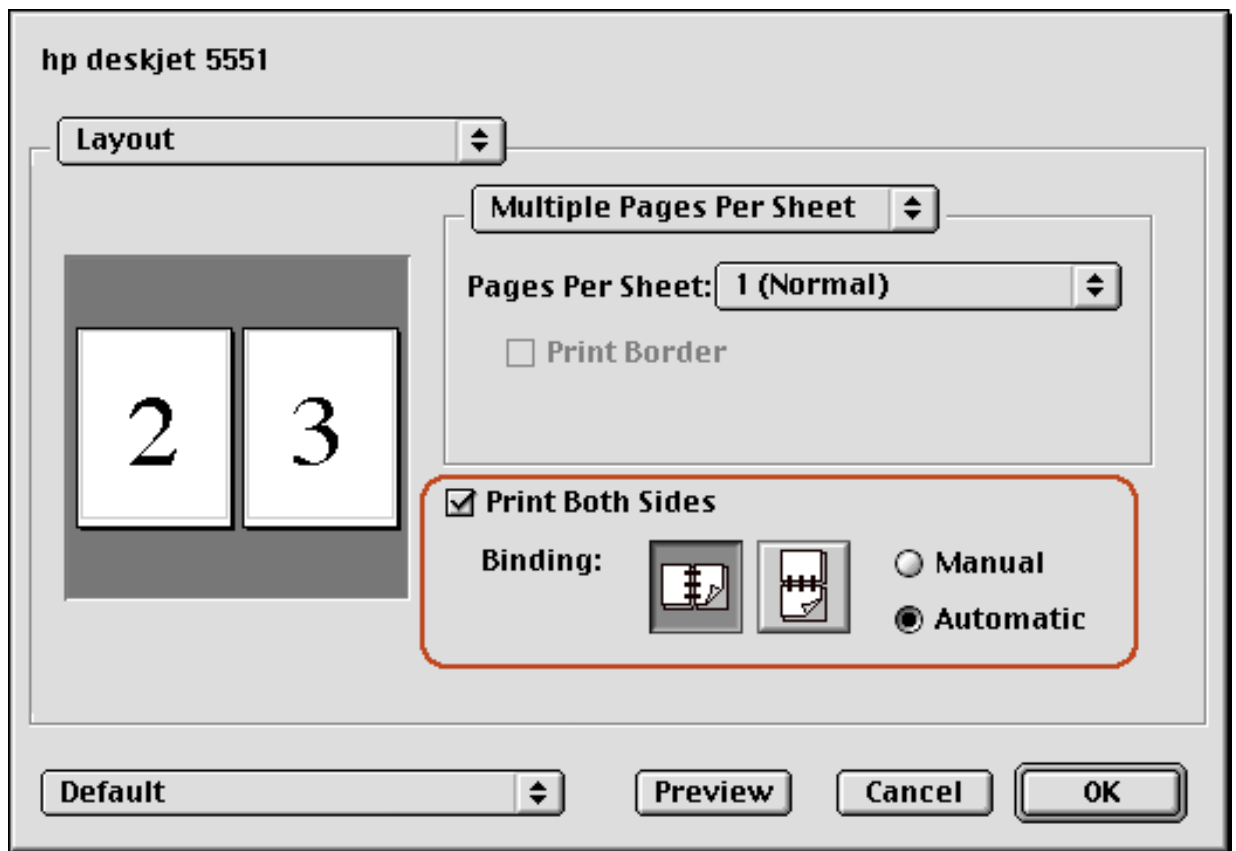 hp deskjet 5551
Layout
Multiple Pages Per Sheet
Pages Per Sheet: 1 (Normal)
Print Border
2 3
Print Both Sides
Binding:
Manual
Automatic
Default Preview Cancel OK